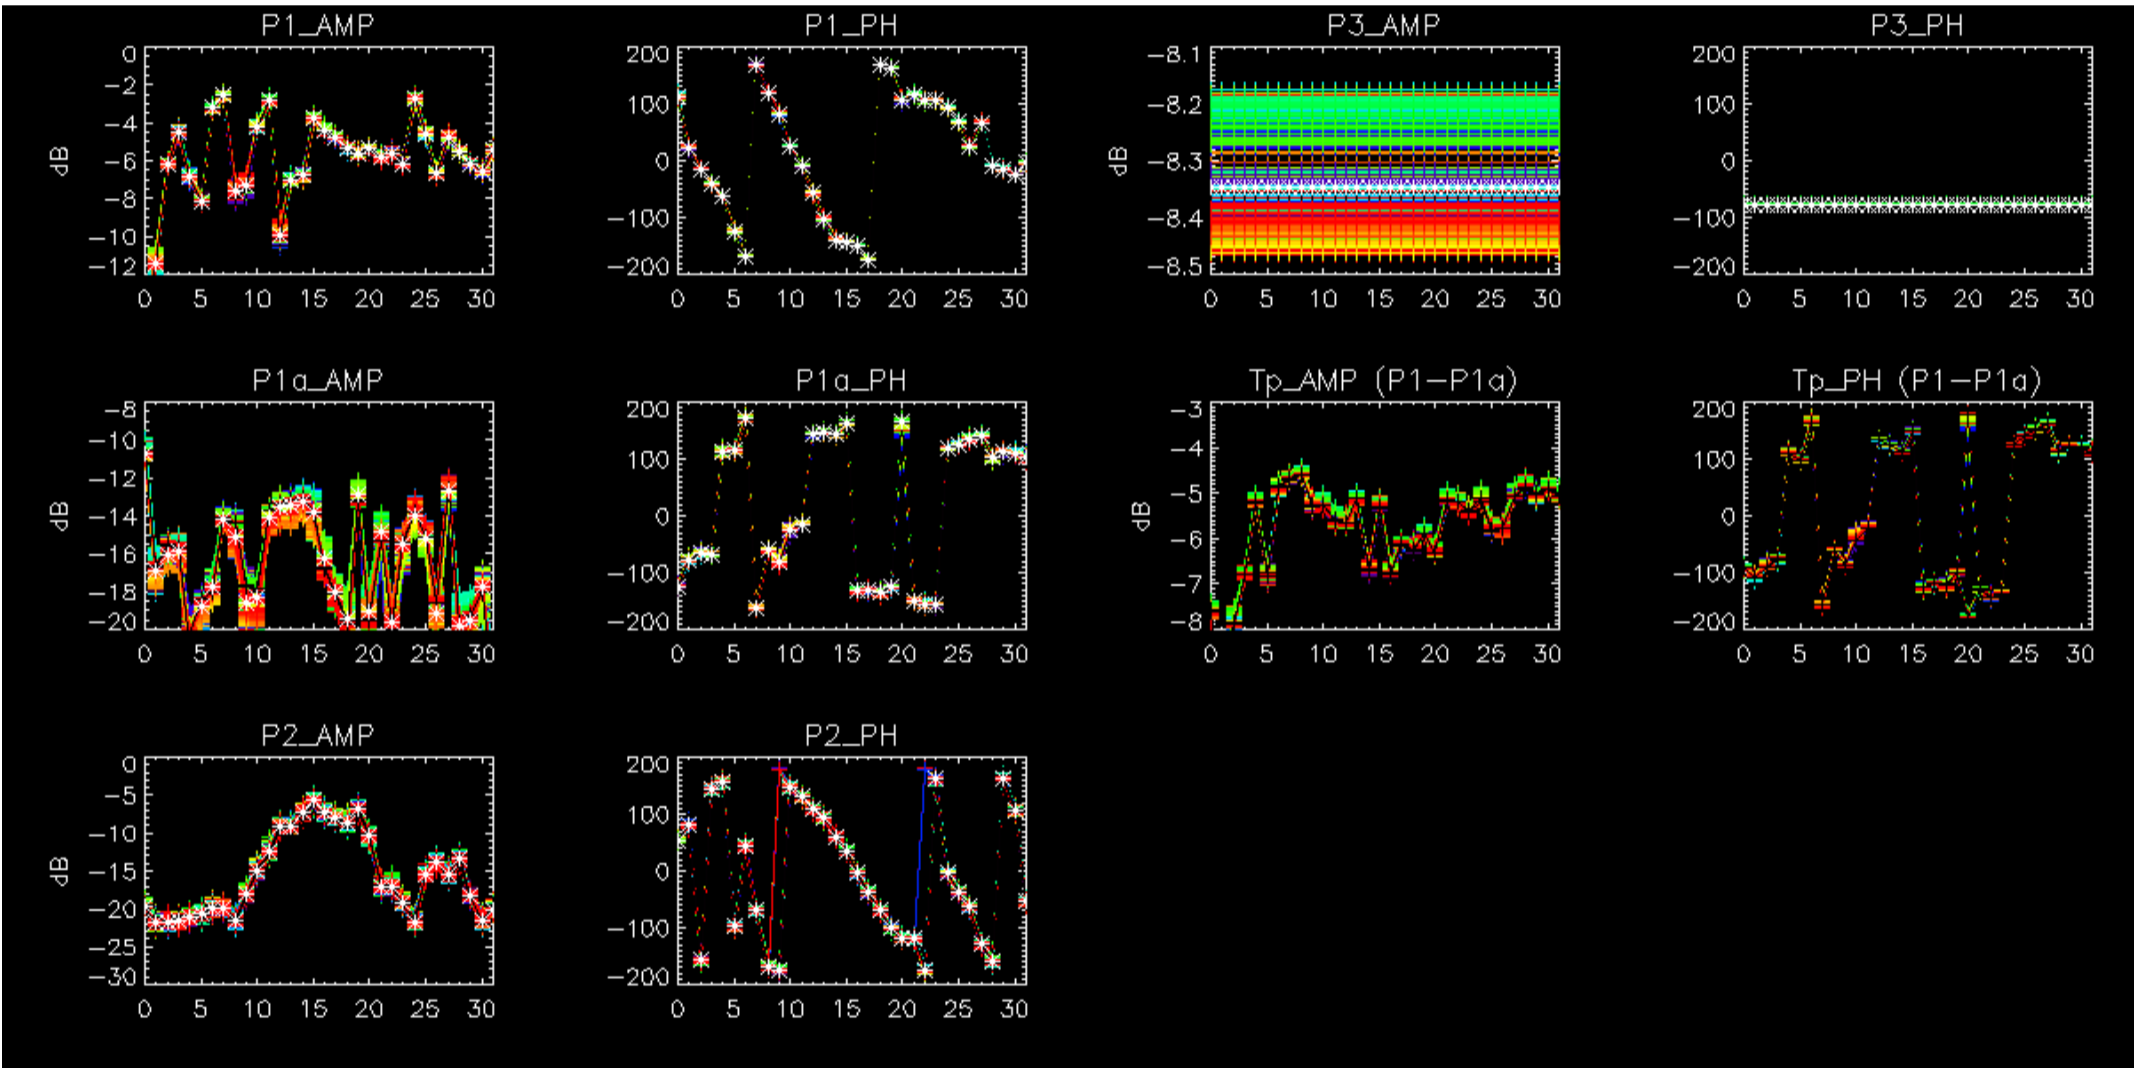 P1_AMP
dB
0
−2
−4
−6
−8
−10
−12
0 5 10 15 20 25 30
P1_PH
200
100
0
−100
−200
0 5 10 15 20 25 30
P3_AMP
dB
−8.1
−8.2
−8.3
−8.4
−8.5
0 5 10 15 20 25 30
P3_PH
200
100
0
−100
−200
0 5 10 15 20 25 30
P1a_AMP
dB
−8
−10
−12
−14
−16
−18
−20
0 5 10 15 20 25 30
P1a_PH
200
100
0
−100
−200
0 5 10 15 20 25 30
Tp_AMP (P1−P1a)
dB
−3
−4
−5
−6
−7
−8
0 5 10 15 20 25 30
Tp_PH (P1−P1a)
200
100
0
−100
−200
0 5 10 15 20 25 30
P2_AMP
dB
0
−5
−10
−15
−20
−25
−30
0 5 10 15 20 25 30
P2_PH
200
100
0
−100
−200
0 5 10 15 20 25 30